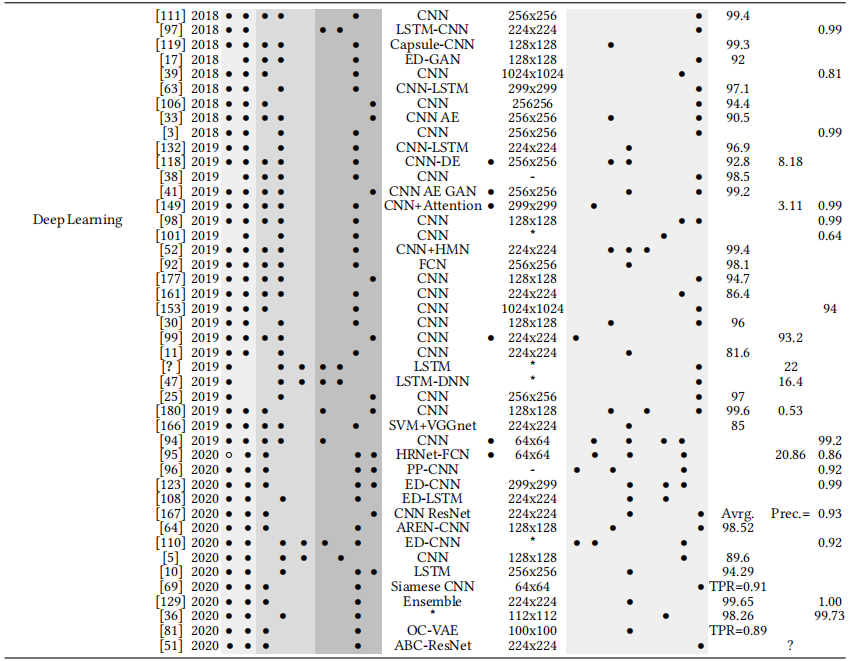 [111] 2018 CNN 256x256 99.4
[97] 2018 LSTM-CNN 224x224 0.99
[119] 2018 Capsule-CNN 128x128 99.3
[17] 2018 ED-GAN 128x128 92
[39] 2018 CNN 1024x1024 0.81
[63] 2018 CNN-LSTM 299x299 97.1
[106] 2018 CNN 256256 94.4
[33] 2018 CNN AE 256x256 90.5
[3] 2018 CNN 256x256 0.99
[132] 2019 CNN-LSTM 224x224 96.9
[118] 2019 CNN-DE 256x256 92.8 8.18
[38] 2019 CNN - 98.5
[41] 2019 CNN AE GAN 256x256 99.2
[149] 2019 CNN+Attention 299x299 3.11 0.99
Deep Learning [98] 2019 CNN 128x128 0.99
[101] 2019 CNN * 0.64
[52] 2019 CNN+HMN 224x224 99.4
[92] 2019 FCN 256x256 98.1
[177] 2019 CNN 128x128 94.7
[161] 2019 CNN 224x224 86.4
[153] 2019 CNN 1024x1024 94
[30] 2019 CNN 128x128 96
[99] 2019 CNN 224x224 93.2
[11] 2019 CNN 224x224 81.6
[?] 2019 LSTM * 22
[47] 2019 LSTM-DNN * 16.4
[25] 2019 CNN 256x256 97
[180] 2019 CNN 128x128 99.6 0.53
[166] 2019 SVM+VGGnet 224x224 85
[94] 2019 CNN 64x64 99.2
[95] 2020 HRNet-FCN 64x64 20.86 0.86
[96] 2020 PP-CNN - 0.92
[123] 2020 ED-CNN 299x299 0.99
[108] 2020 ED-LSTM 224x224
[167] 2020 CNN ResNet 224x224 Avrg. Prec.= 0.93
[64] 2020 AREN-CNN 128x128 98.52
[110] 2020 ED-CNN * 0.92
[5] 2020 CNN 128x128 89.6
[10] 2020 LSTM 256x256 94.29
[69] 2020 Siamese CNN 64x64 TPR=0.91
[129] 2020 Ensemble 224x224 99.65 1.00
[36] 2020 * 112x112 98.26 99.73
[81] 2020 OC-VAE 100x100 TPR=0.89
[51] 2020 ABC-ResNet 224x224 ?